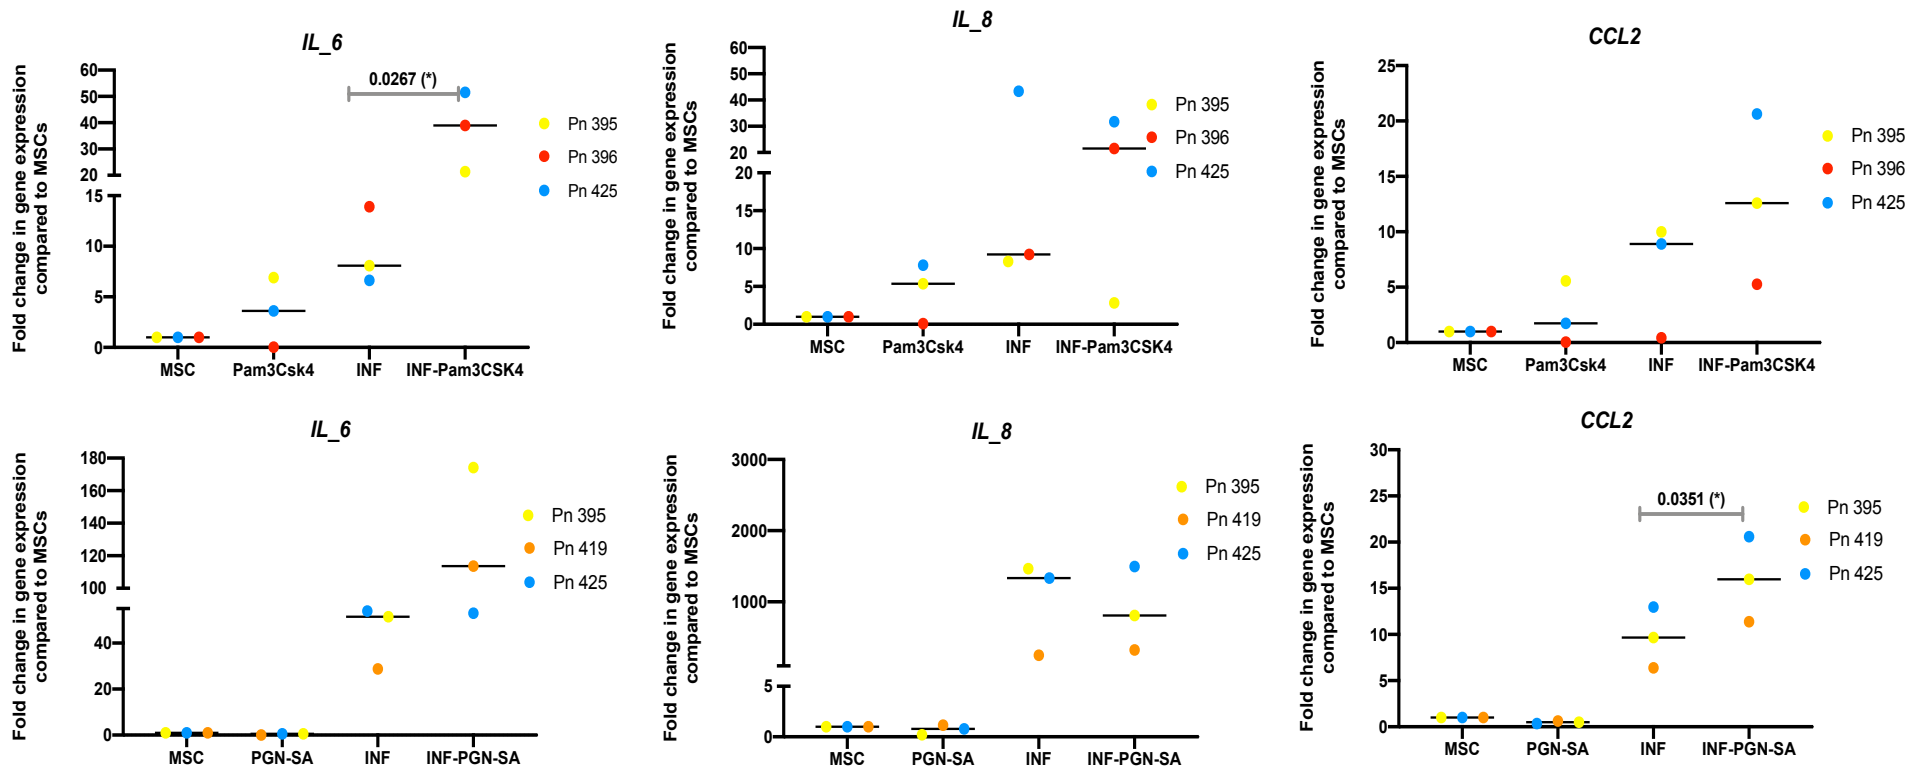 IL_6
Fold change in gene expression
compared to MSCs
60
50
40
30
20
15
10
5
0
0.0267 (*)
MSC Pam3Csk4 INF INF-Pam3CSK4
Pn 395
Pn 396
Pn 425
IL_8
Fold change in gene expression
compared to MSCs
60
50
40
30
20
20
15
10
5
0
MSC Pam3Csk4 INF INF-Pam3CSK4
Pn 395
Pn 396
Pn 425
CCL2
Fold change in gene expression
compared to MSCs
25
20
15
10
5
0
MSC Pam3Csk4 INF INF-Pam3CSK4
Pn 395
Pn 396
Pn 425
IL_6
Fold change in gene expression
compared to MSCs
180
160
140
120
100
40
20
0
MSC PGN-SA INF INF-PGN-SA
Pn 395
Pn 419
Pn 425
IL_8
Fold change in gene expression
compared to MSCs
3000
2000
1000
5
0
MSC PGN-SA INF INF-PGN-SA
Pn 395
Pn 419
Pn 425
CCL2
Fold change in gene expression
compared to MSCs
30
25
20
15
10
5
0
0.0351 (*)
MSC PGN-SA INF INF-PGN-SA
Pn 395
Pn 419
Pn 425